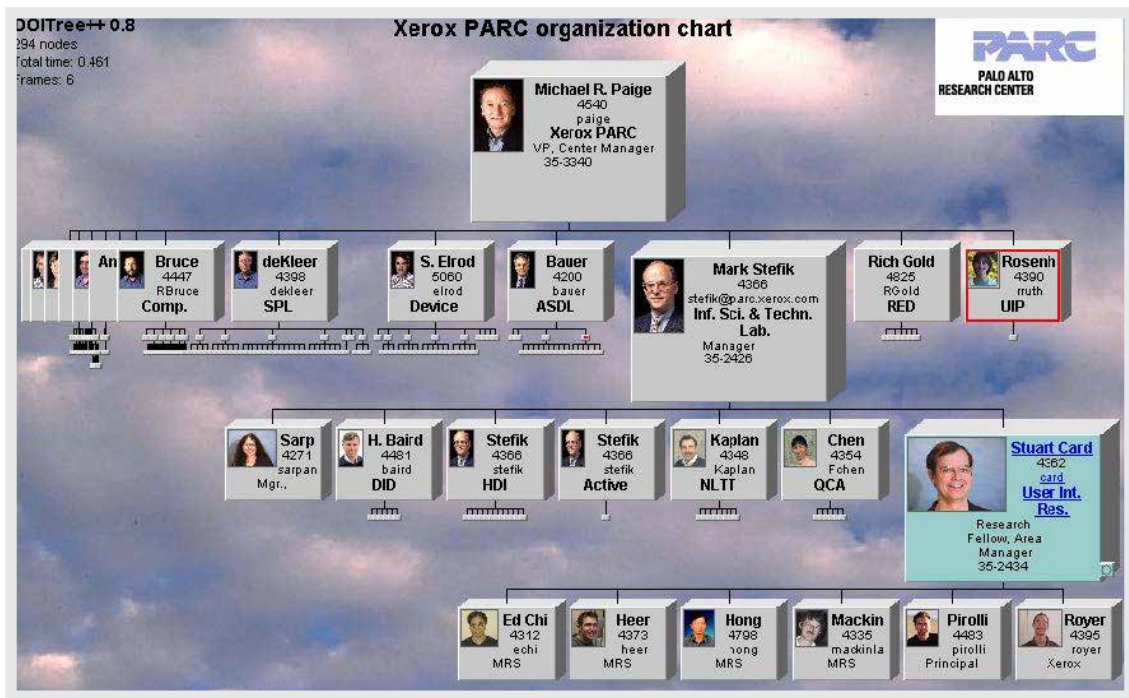 DOITree++ 0.8
294 nodes
Total time: 0.461
Frames: 6
Xerox PARC organization chart
PARC
PALO ALTO
RESEARCH CENTER
Michael R. Paige
4540
paige
Xerox PARC
VP, Center Manager
35-3340
An
Bruce
4447
RBruce
Comp.
deKleer
4398
dekleer
SPL
S. Elrod
5060
elrod
Device
Bauer
4200
bauer
ASDL
Mark Stefik
4366
stefik@parc.xerox.com
Inf. Sci. & Techn.
Lab.
Manager
35-2426
Rich Gold
4825
RGold
RED
Rosenh
4390
rruth
UIP
Sarp
4271
sarpan
Mgr.,
H. Baird
4481
baird
DID
Stefik
4366
stefik
HDI
Stefik
4366
stefik
Active
Kaplan
4348
Kaplan
NLTT
Chen
4354
Fchen
QCA
Stuart Card
4362
card
User Int.
Res.
Research
Fellow, Area
Manager
35-2434
Ed Chi
4312
echi
MRS
Heer
4373
heer
MRS
Hong
4798
hong
MRS
Mackin
4335
mackinla
MRS
Pirolli
4483
pirolli
Principal
Royer
4395
royer
Xerox